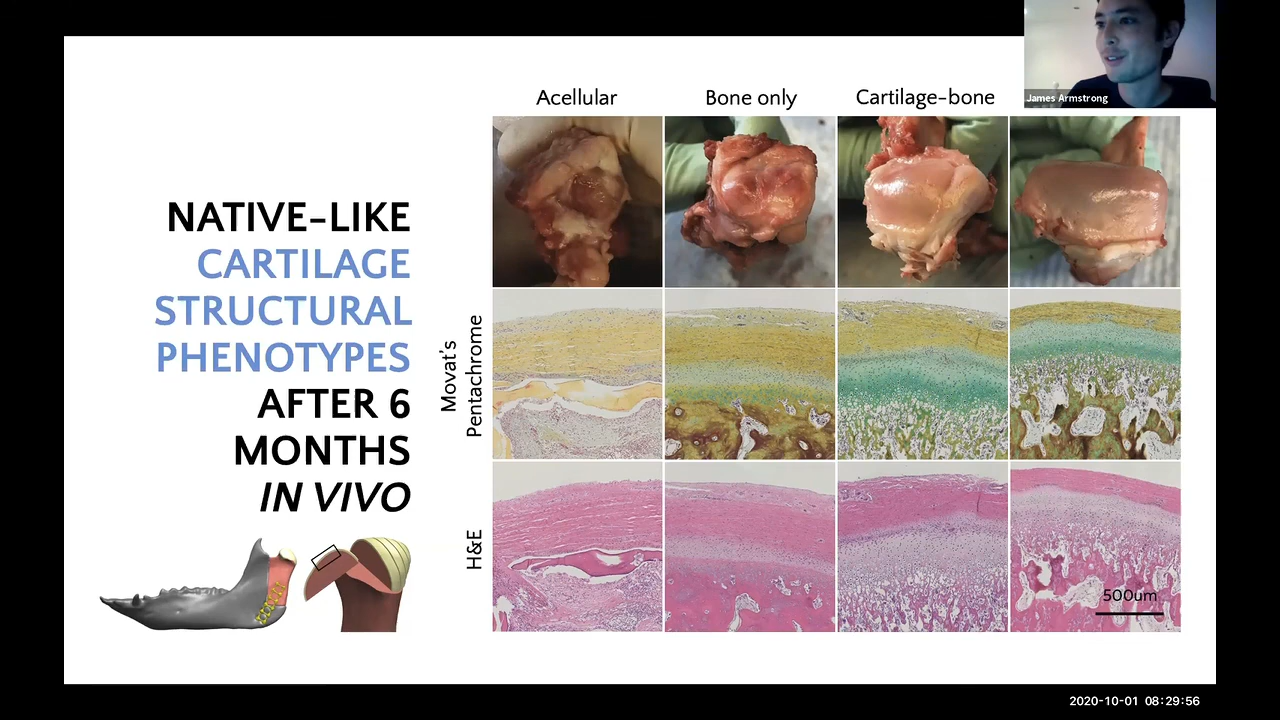 Acellular
Bone only
Cartilage-bone
James Armstrong
NATIVE-LIKE
CARTILAGE
STRUCTURAL
PHENOTYPES
AFTER 6
MONTHS
IN VIVO
Movat's
Pentachrome
H&E
500um
2020-10-01 08:29:56